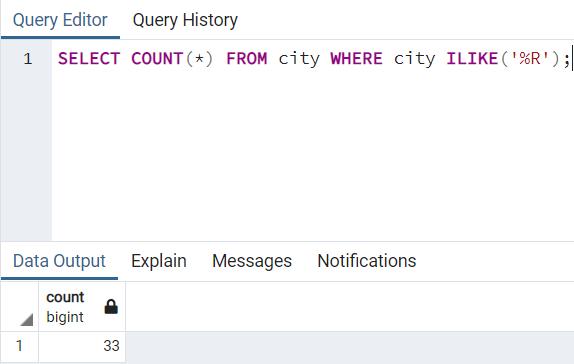 Query Editor Query History
1 SELECT COUNT(*) FROM city WHERE city ILIKE('%R');
Data Output Explain Messages Notifications
count
bigint
1 33